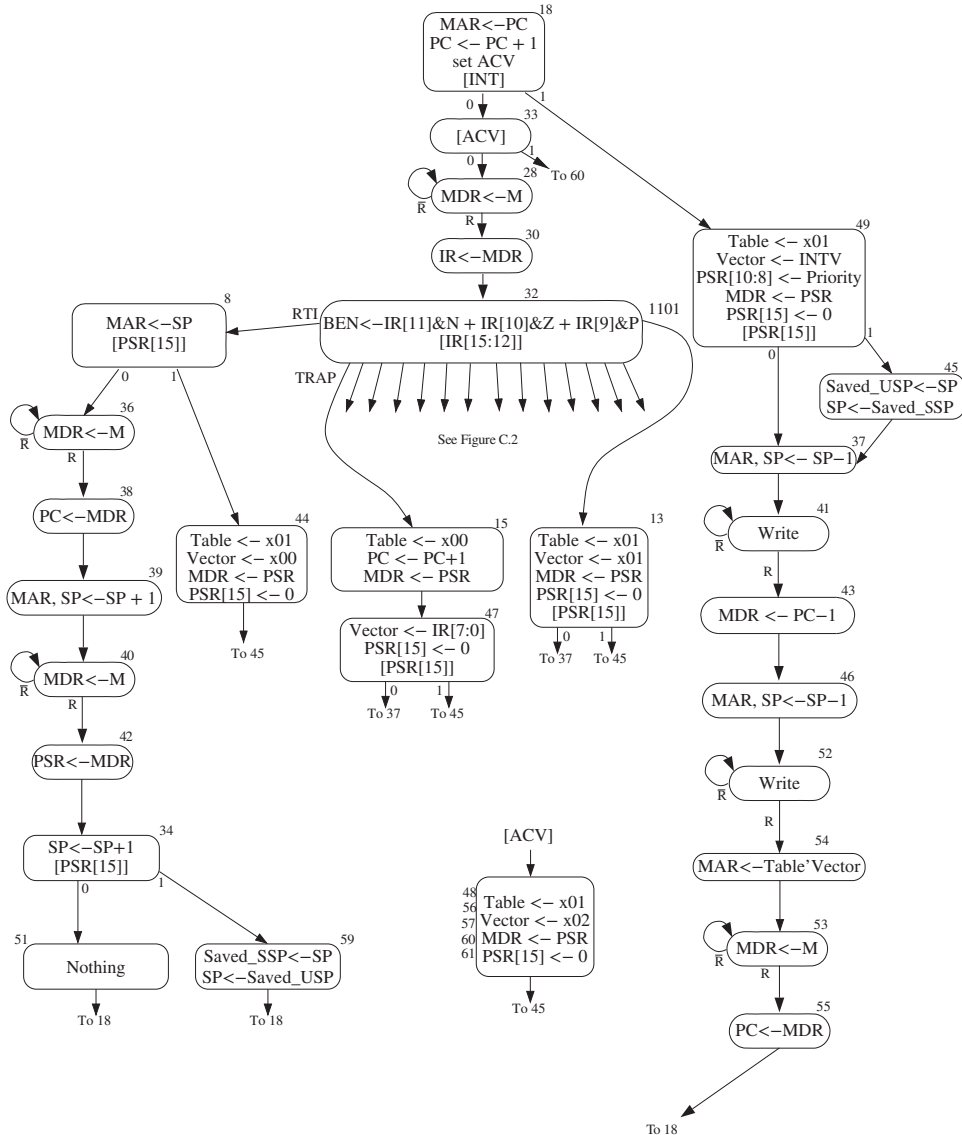 18
MAR<–PC
PC <– PC + 1
set ACV
[INT]
0
1
33
[ACV]
0
1
To 60
28
MDR<–M
R̅
R
30
IR<–MDR
32
BEN<–IR[11]&N + IR[10]&Z + IR[9]&P
[IR[15:12]]
RTI
1101
TRAP
See Figure C.2
8
MAR<–SP
[PSR[15]]
0
1
36
MDR<–M
R̅
R
38
PC<–MDR
39
MAR, SP<–SP + 1
40
MDR<–M
R̅
R
42
PSR<–MDR
34
SP<–SP+1
[PSR[15]]
0
1
51
Nothing
To 18
59
Saved_SSP<–SP
SP<–Saved_USP
To 18
44
Table <– x01
Vector <– x00
MDR <– PSR
PSR[15] <– 0
To 45
15
Table <– x00
PC <– PC+1
MDR <– PSR
47
Vector <– IR[7:0]
PSR[15] <– 0
[PSR[15]]
0
1
To 37
To 45
13
Table <– x01
Vector <– x01
MDR <– PSR
PSR[15] <– 0
[PSR[15]]
0
1
To 37
To 45
[ACV]
48
56
57
60
61
Table <– x01
Vector <– x02
MDR <– PSR
PSR[15] <– 0
To 45
49
Table <– x01
Vector <– INTV
PSR[10:8] <– Priority
MDR <– PSR
PSR[15] <– 0
[PSR[15]]
0
1
45
Saved_USP<–SP
SP<–Saved_SSP
37
MAR, SP<– SP–1
41
Write
R̅
R
43
MDR <– PC–1
46
MAR, SP<–SP–1
52
Write
R̅
R
54
MAR<–Table’Vector
53
MDR<–M
R̅
R
55
PC<–MDR
To 18